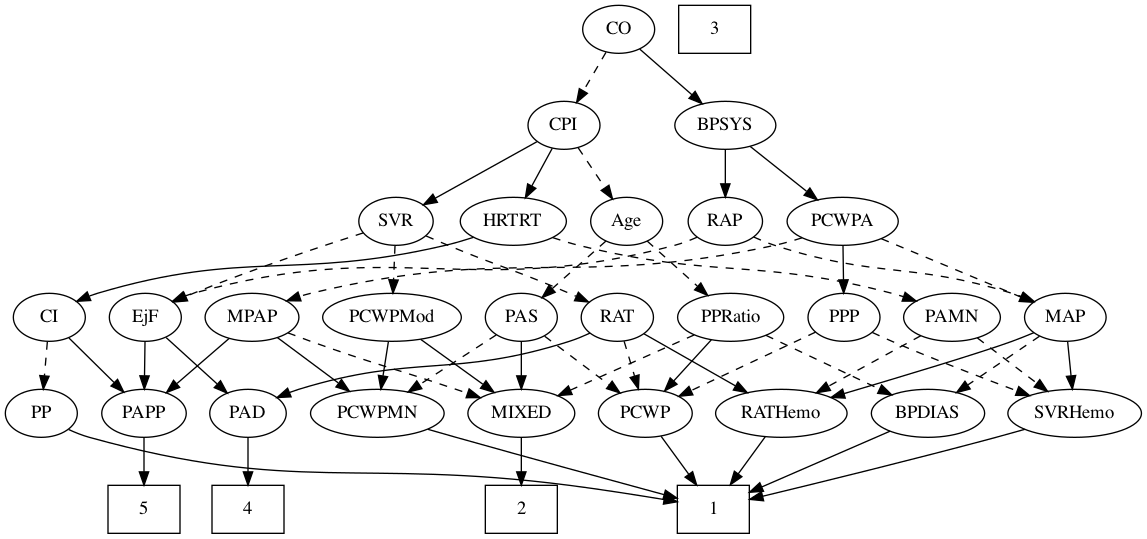 CO
3
CPI
BPSYS
SVR
HRTRT
Age
RAP
PCWPA
CI
EjF
MPAP
PCWPMod
PAS
RAT
PPRatio
PPP
PAMN
MAP
PP
PAPP
PAD
PCWPMN
MIXED
PCWP
RATHemo
BPDIAS
SVRHemo
5
4
2
1